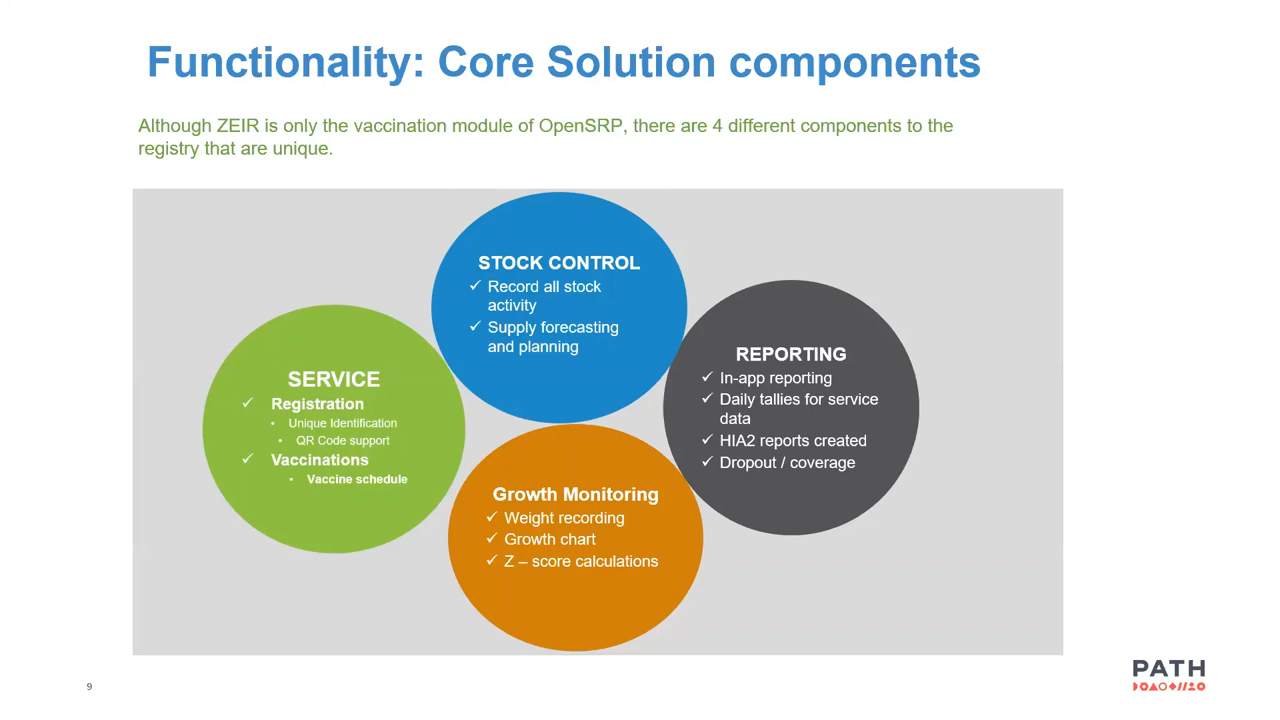 Functionality: Core Solution components
Although ZEIR is only the vaccination module of OpenSRP, there are 4 different components to the
registry that are unique.
STOCK CONTROL
✓ Record all stock
activity
✓ Supply forecasting
and planning
SERVICE
✓ Registration
• Unique Identification
• QR Code support
✓ Vaccinations
• Vaccine schedule
REPORTING
✓ In-app reporting
✓ Daily tallies for service
data
✓ HIA2 reports created
✓ Dropout / coverage
Growth Monitoring
✓ Weight recording
✓ Growth chart
✓ Z – score calculations
9
PATH